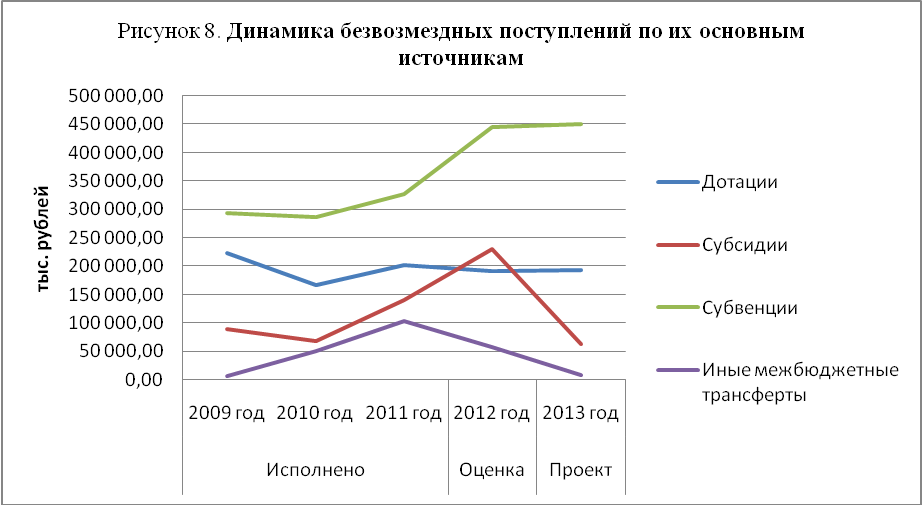 Рисунок 8. Динамика безвозмездных поступлений по их основным
источникам
500 000,00
450 000,00
400 000,00
350 000,00
300 000,00
250 000,00
200 000,00
150 000,00
100 000,00
50 000,00
0,00
тыс. рублей
2009 год 2010 год 2011 год 2012 год 2013 год
Исполнено Оценка Проект
Дотации
Субсидии
Субвенции
Иные межбюджетные
трансферты